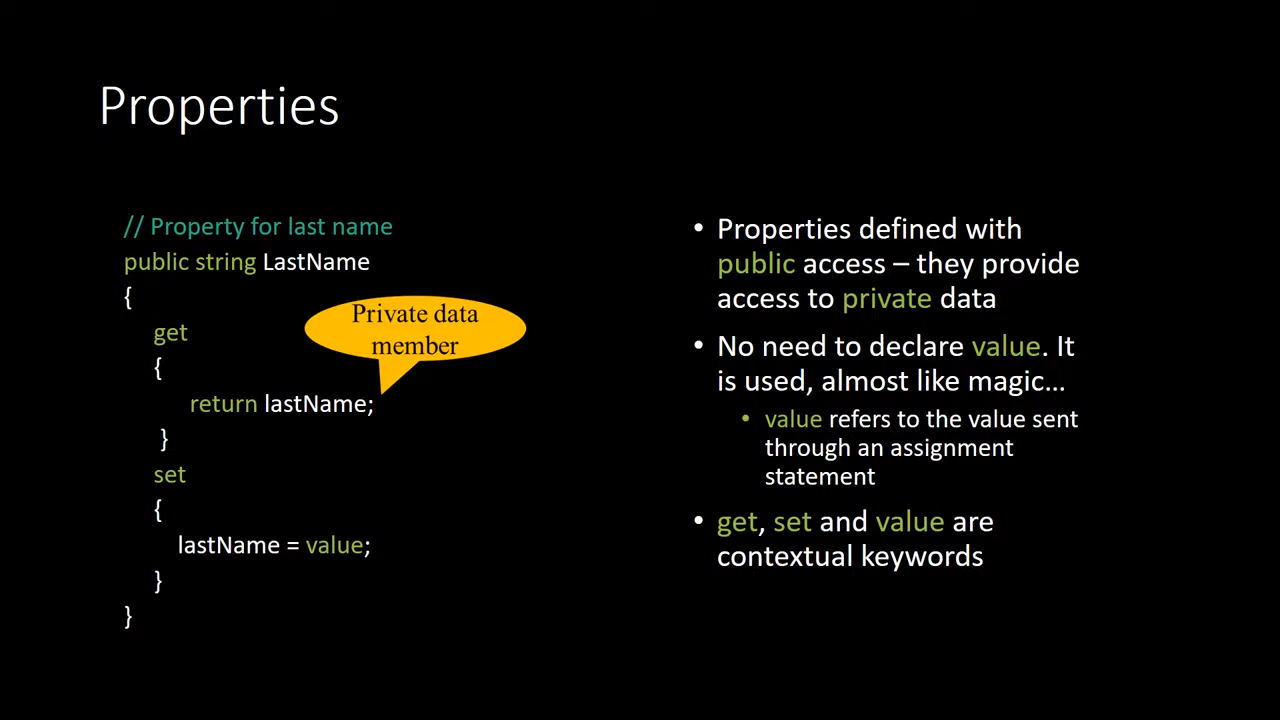 Properties
// Property for last name
public string LastName
{
get
{
return lastName;
}
set
{
lastName = value;
}
}
Private data
member
• Properties defined with
public access – they provide
access to private data
• No need to declare value. It
is used, almost like magic…
• value refers to the value sent
through an assignment
statement
• get, set and value are
contextual keywords